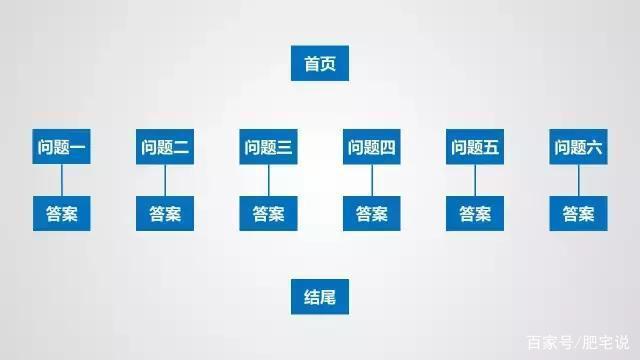 首页
问题一 问题二 问题三 问题四 问题五 问题六
答案 答案 答案 答案 答案 答案
结尾
百家号/肥宅说